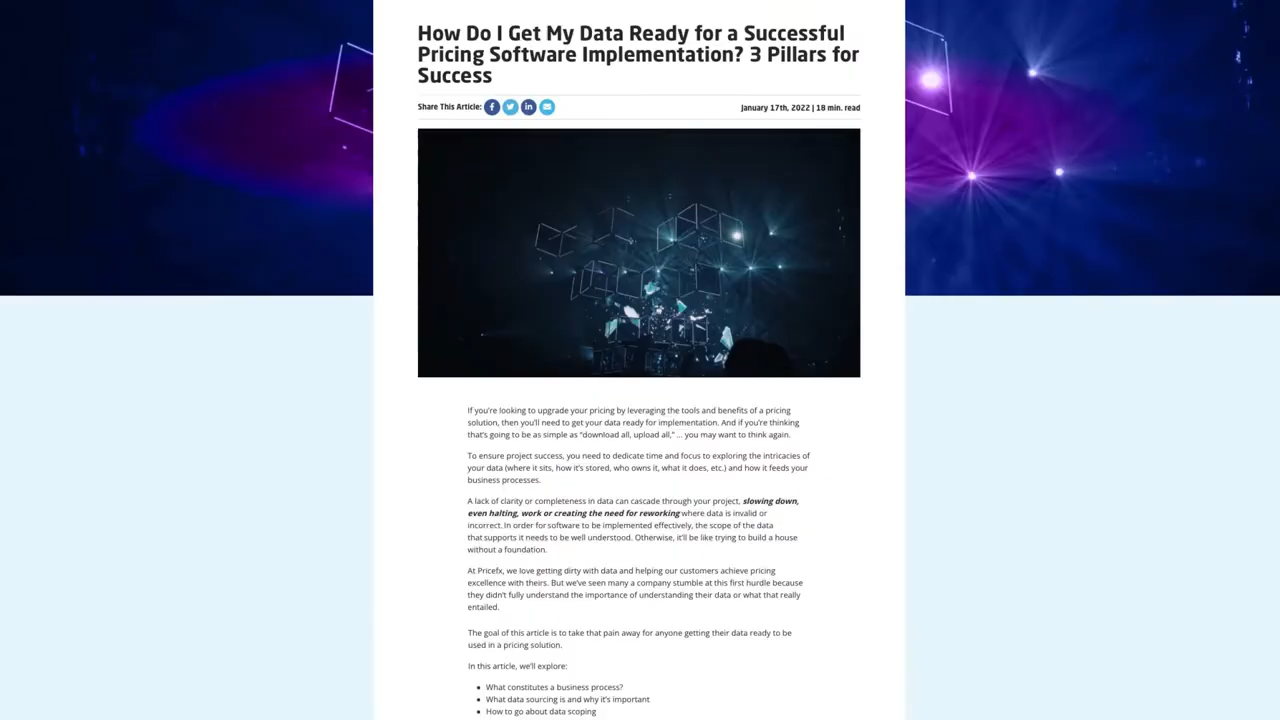 How Do I Get My Data Ready for a Successful
Pricing Software Implementation? 3 Pillars for
Success
Share This Article:
January 17th, 2022 | 18 min. read
If you're looking to upgrade your pricing by leveraging the tools and benefits of a pricing
solution, then you'll need to get your data ready for implementation. And if you're thinking
that's going to be as simple as "download all, upload all," ... you may want to think again.
To ensure project success, you need to dedicate time and focus to exploring the intricacies of
your data (where it sits, how it's stored, who owns it, what it does, etc.) and how it feeds your
business processes.
A lack of clarity or completeness in data can cascade through your project, slowing down,
even halting, work or creating the need for reworking where data is invalid or
incorrect. In order for software to be implemented effectively, the scope of the data
that supports it needs to be well understood. Otherwise, it'll be like trying to build a house
without a foundation.
At Pricefx, we love getting dirty with data and helping our customers achieve pricing
excellence with theirs. But we've seen many a company stumble at this first hurdle because
they didn't fully understand the importance of understanding their data or what that really
entailed.
The goal of this article is to take that pain away for anyone getting their data ready to be
used in a pricing solution.
In this article, we'll explore:
• What constitutes a business process?
• What data sourcing is and why it's important
• How to go about data scoping